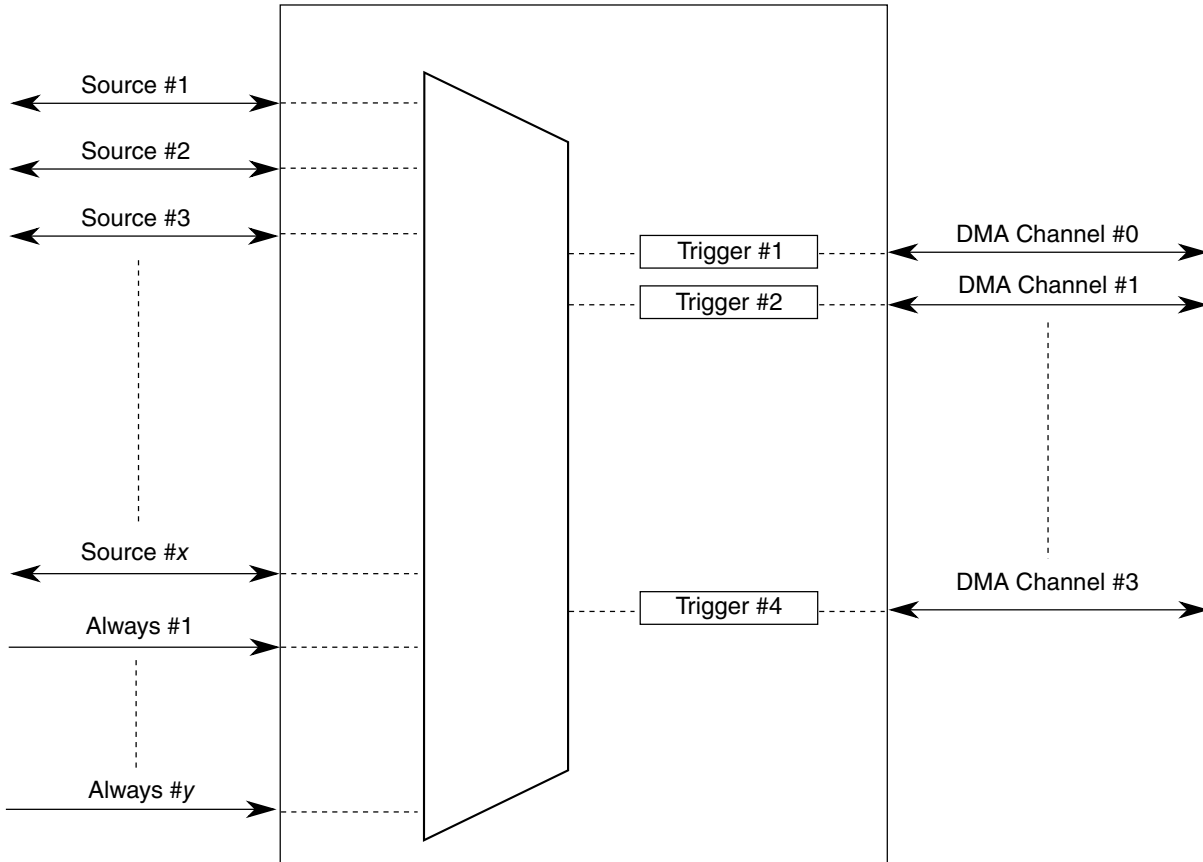 Source #1
Source #2
Source #3
Source #x
Always #1
Always #y
Trigger #1
Trigger #2
Trigger #4
DMA Channel #0
DMA Channel #1
DMA Channel #3